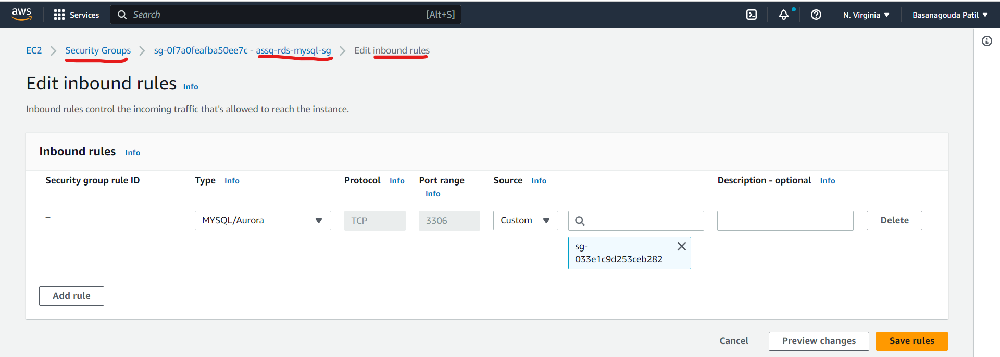 aws Services Search [Alt+S] N. Virginia Basanagouda Patil
EC2 Security Groups sg-0f7a0feafba50ee7c - assg-rds-mysql-sg Edit inbound rules
Edit inbound rules Info
Inbound rules control the incoming traffic that's allowed to reach the instance.
Inbound rules Info
Security group rule ID Type Info Protocol Info Port range Source Info Description - optional Info
Info
– MYSQL/Aurora TCP 3306 Custom Delete
sg-
033e1c9d253ceb282
Add rule
Cancel Preview changes Save rules